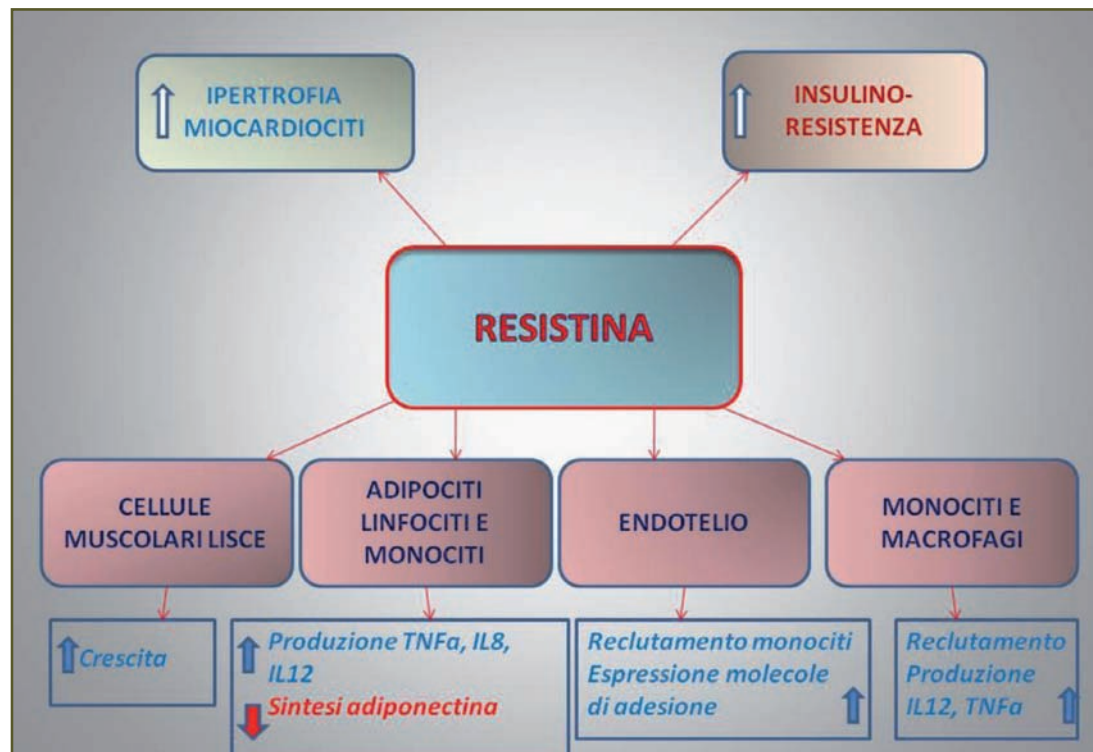 IPERTROFIA
MIOCARDIOCITI
INSULINO-
RESISTENZA
RESISTINA
CELLULE
MUSCOLARI LISCE
ADIPOCITI
LINFOCITI E
MONOCITI
ENDOTELIO
MONOCITI E
MACROFAGI
Crescita
Produzione TNFa, IL8,
IL12
Sintesi adiponectina
Reclutamento monociti
Espressione molecole
di adesione
Reclutamento
Produzione
IL12, TNFa